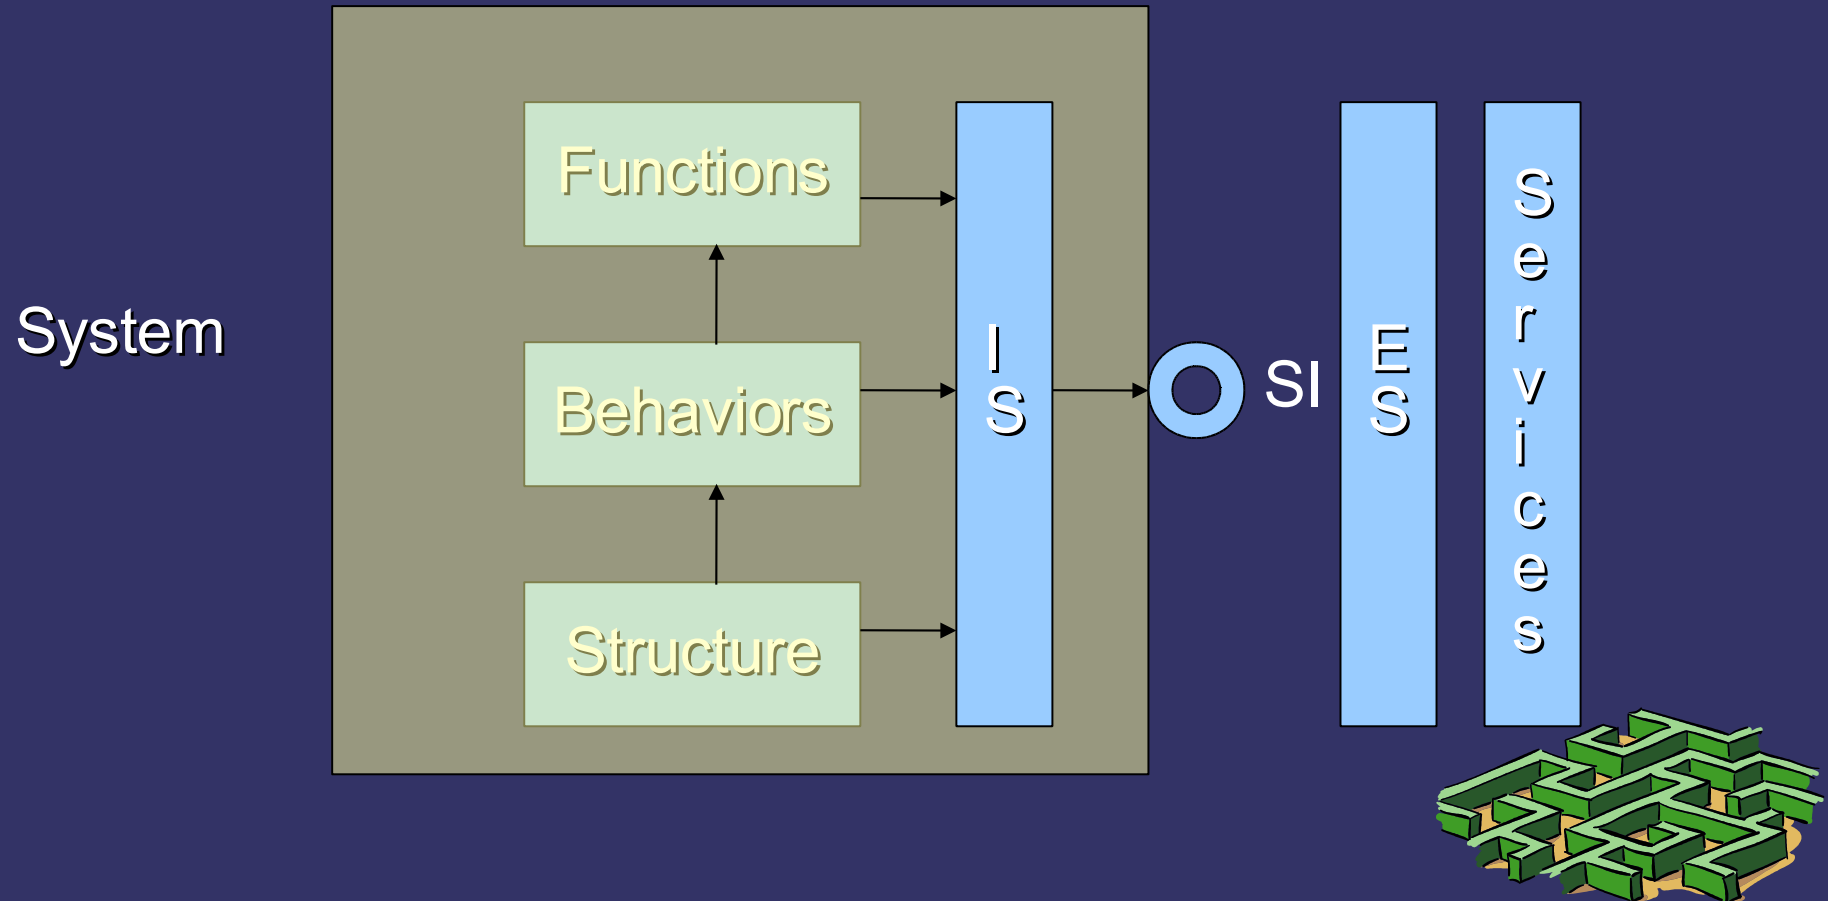 System
Functions
Behaviors
Structure
I
S
SI
E
S
S
e
r
v
i
c
e
s